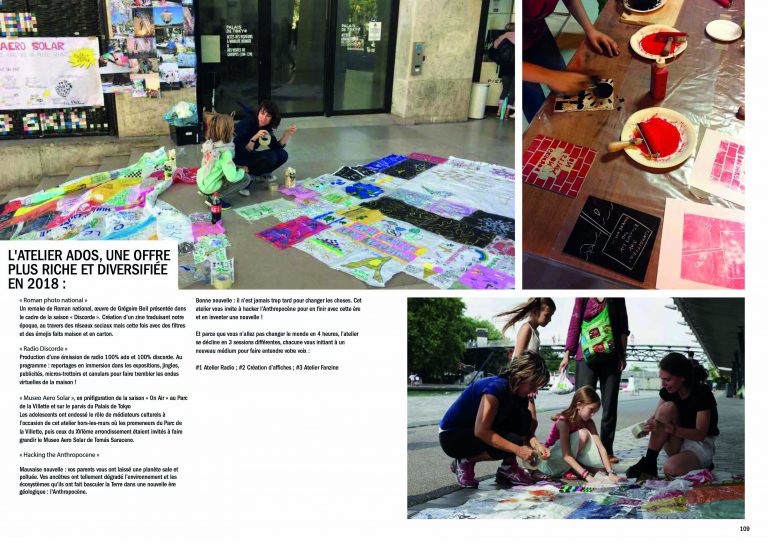 AERO SOLAR
PALAIS
DE TOKYO
PALAIS
DE TOKYO
L'ATELIER ADOS, UNE OFFRE
PLUS RICHE ET DIVERSIFIÉE
EN 2018 :
« Roman photo national »
Un remake de Roman national, œuvre de Grégoire Beil présentée dans
le cadre de la saison « Discorde ». Création d'un zine traduisant notre
époque, au travers des réseaux sociaux mais cette fois avec des filtres
et des émojis faits maison et en carton.
« Radio Discorde »
Production d'une émission de radio 100% ado et 100% discorde. Au
programme : reportages en immersion dans les expositions, jingles,
publicités, micros-trottoirs et canulars pour faire trembler les ondes
virtuelles de la maison !
« Museo Aero Solar », en préfiguration de la saison « On Air » au Parc
de la Villette et sur le parvis du Palais de Tokyo
Les adolescents ont endossé le rôle de médiateurs culturels à
l'occasion de cet atelier hors-les-murs où les promeneurs du Parc de
la Villette, puis ceux du XVIème arrondissement étaient invités à faire
grandir le Museo Aero Solar de Tomás Saraceno.
« Hacking the Anthropocene »
Mauvaise nouvelle : vos parents vous ont laissé une planète sale et
polluée. Vos ancêtres ont tellement dégradé l'environnement et les
écosystèmes qu'ils ont fait basculer la Terre dans une nouvelle ère
géologique : l'Anthropocène.
Bonne nouvelle : il n'est jamais trop tard pour changer les choses. Cet
atelier vous invite à hacker l'Anthropocène pour en finir avec cette ère
et en inventer une nouvelle !
Et parce que vous n'allez pas changer le monde en 4 heures, l'atelier
se décline en 3 sessions différentes, chacune vous initiant à un
nouveau médium pour faire entendre votre voix :
#1 Atelier Radio ; #2 Création d'affiches ; #3 Atelier Fanzine
109